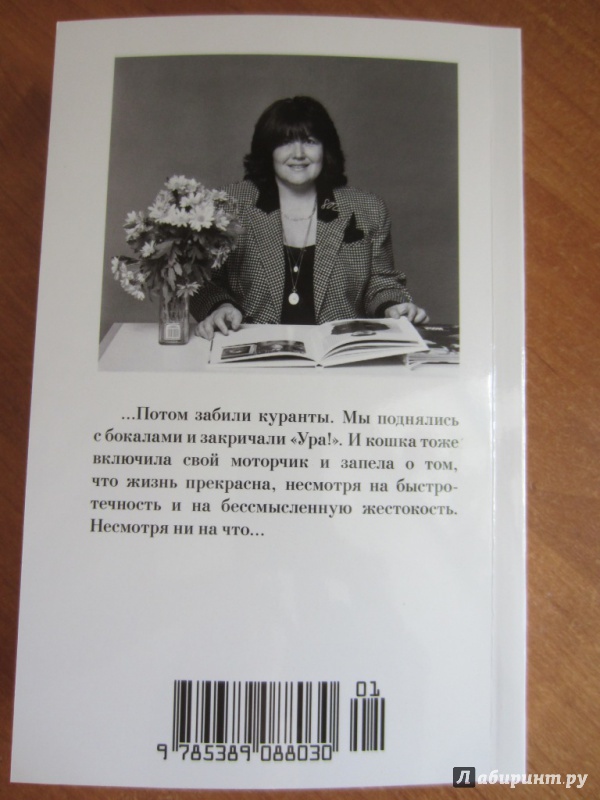 ...Потом забили куранты. Мы поднялись
с бокалами и закричали «Ура!». И кошка тоже
включила свой моторчик и запела о том,
что жизнь прекрасна, несмотря на быстро-
течность и на бессмысленную жестокость.
Несмотря ни на что...
01
9 785389 088030
Лабиринт.ру